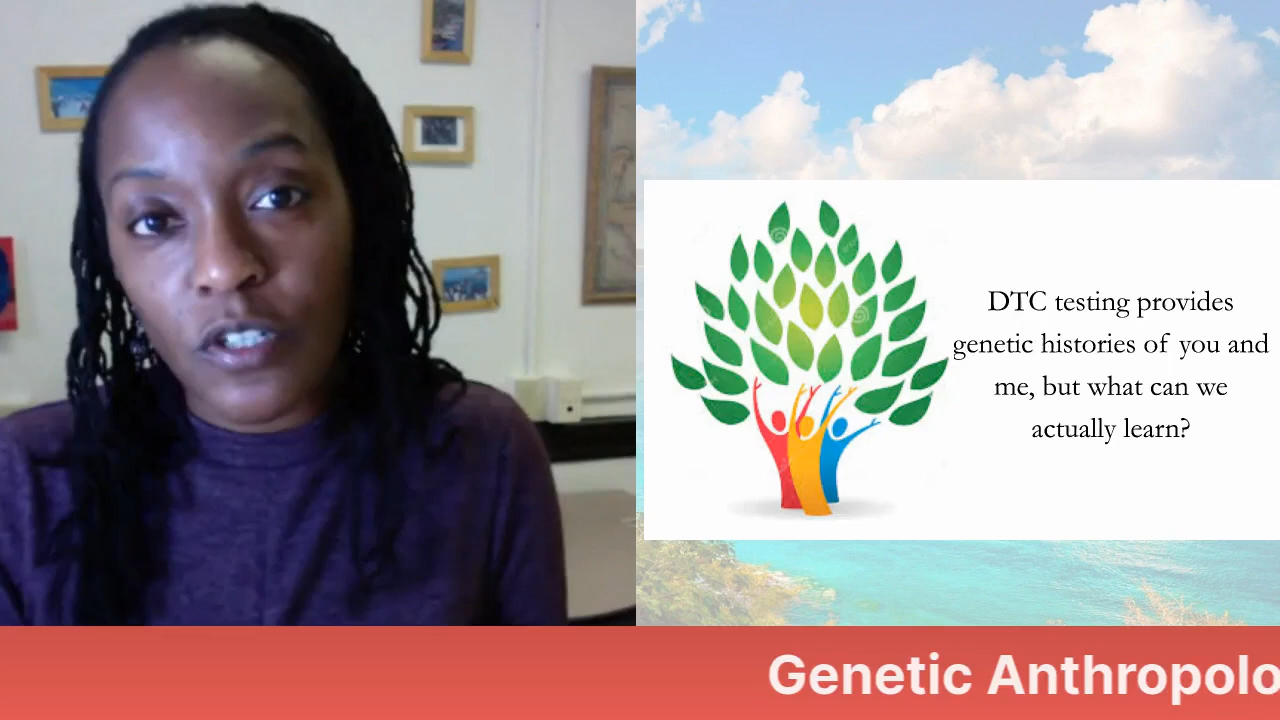 DTC testing provides
genetic histories of you and
me, but what can we
actually learn?
Genetic Anthropolo